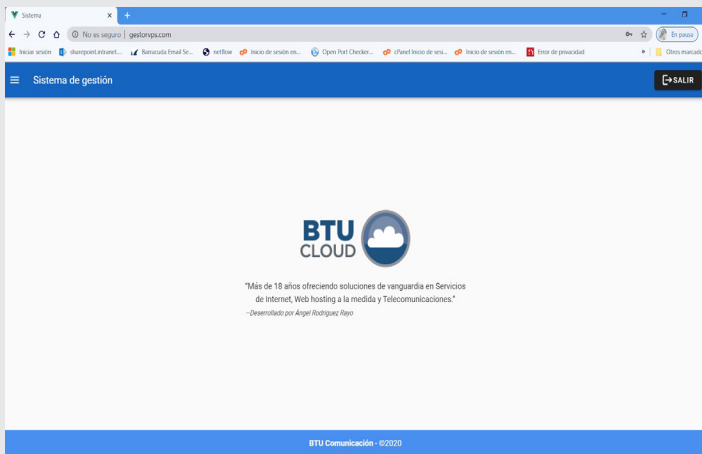 Sistema
No es seguro | gestorvps.com
En pausa
Iniciar sesión
sharepoint.intranet....
Barracuda Email Se...
netflow
Inicio de sesión en...
Open Port Checker...
cPanel Inicio de sesi...
Inicio de sesión en...
Error de privacidad
Otros marcado
Sistema de gestión
SALIR
BTU
CLOUD
"Más de 18 años ofreciendo soluciones de vanguardia en Servicios
de Internet, Web hosting a la medida y Telecomunicaciones."
—Deserrollado por Ángel Rodríguez Rayo
BTU Comunicación - ©2020